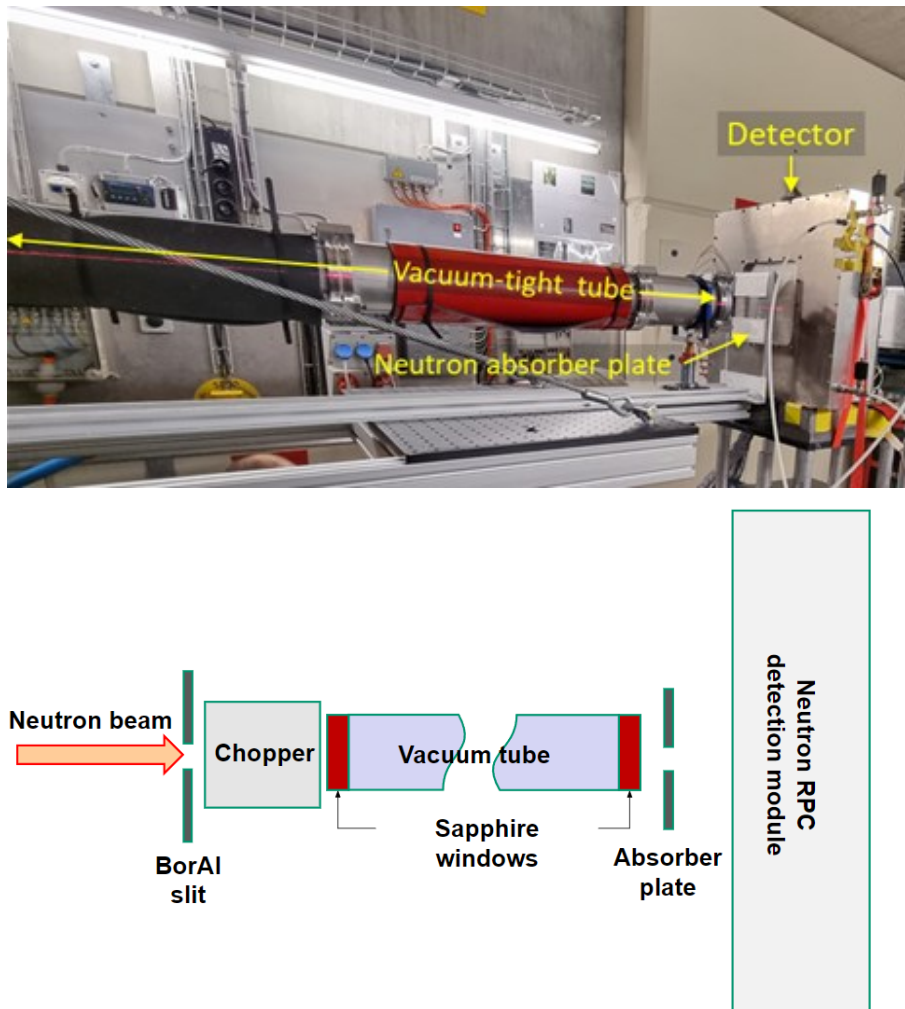 Detector
Vacuum-tight tube
Neutron absorber plate
Neutron beam
Chopper
Vacuum tube
Sapphire
windows
BorAl
slit
Absorber
plate
Neutron RPC
detection module